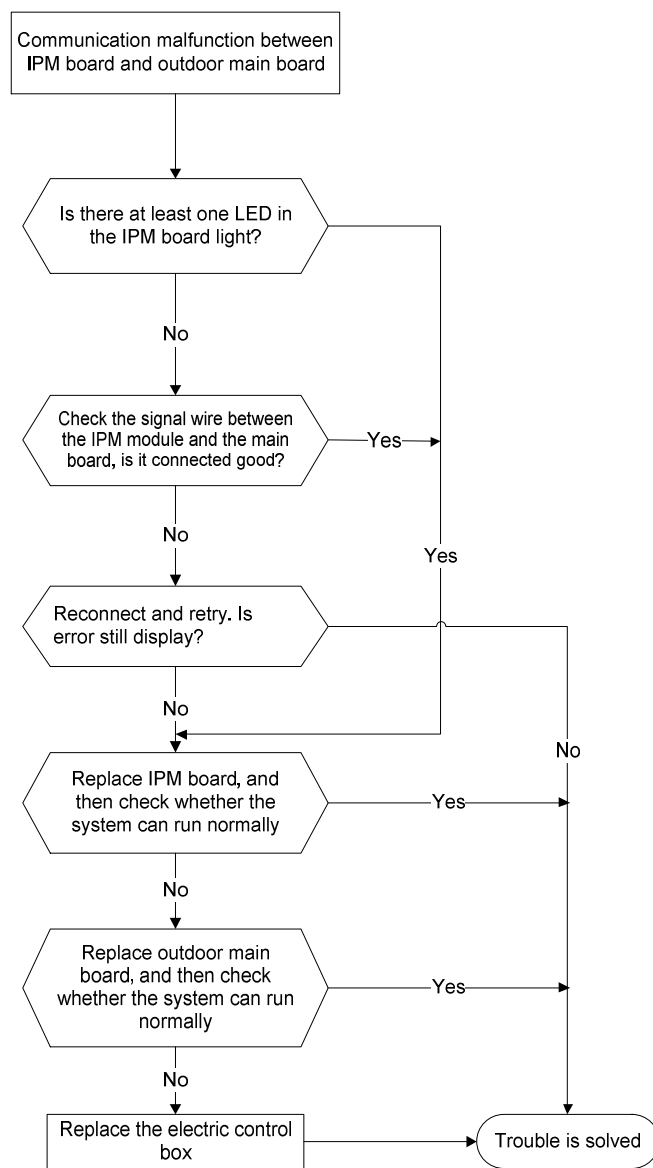 Communication malfunction between
IPM board and outdoor main board
Is there at least one LED in
the IPM board light?
No
Check the signal wire between
the IPM module and the main
board, is it connected good?
Yes
No
Yes
Reconnect and retry. Is
error still display?
No
No
Replace IPM board, and
then check whether the
system can run normally
Yes
No
Replace outdoor main
board, and then check
whether the system can run
normally
Yes
No
Replace the electric control
box
Trouble is solved